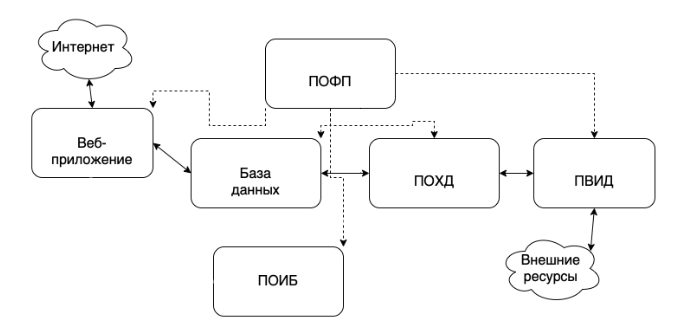 Интернет
ПОФП
Веб-
приложение
База
данных
ПОХД
ПВИД
ПОИБ
Внешние
ресурсы